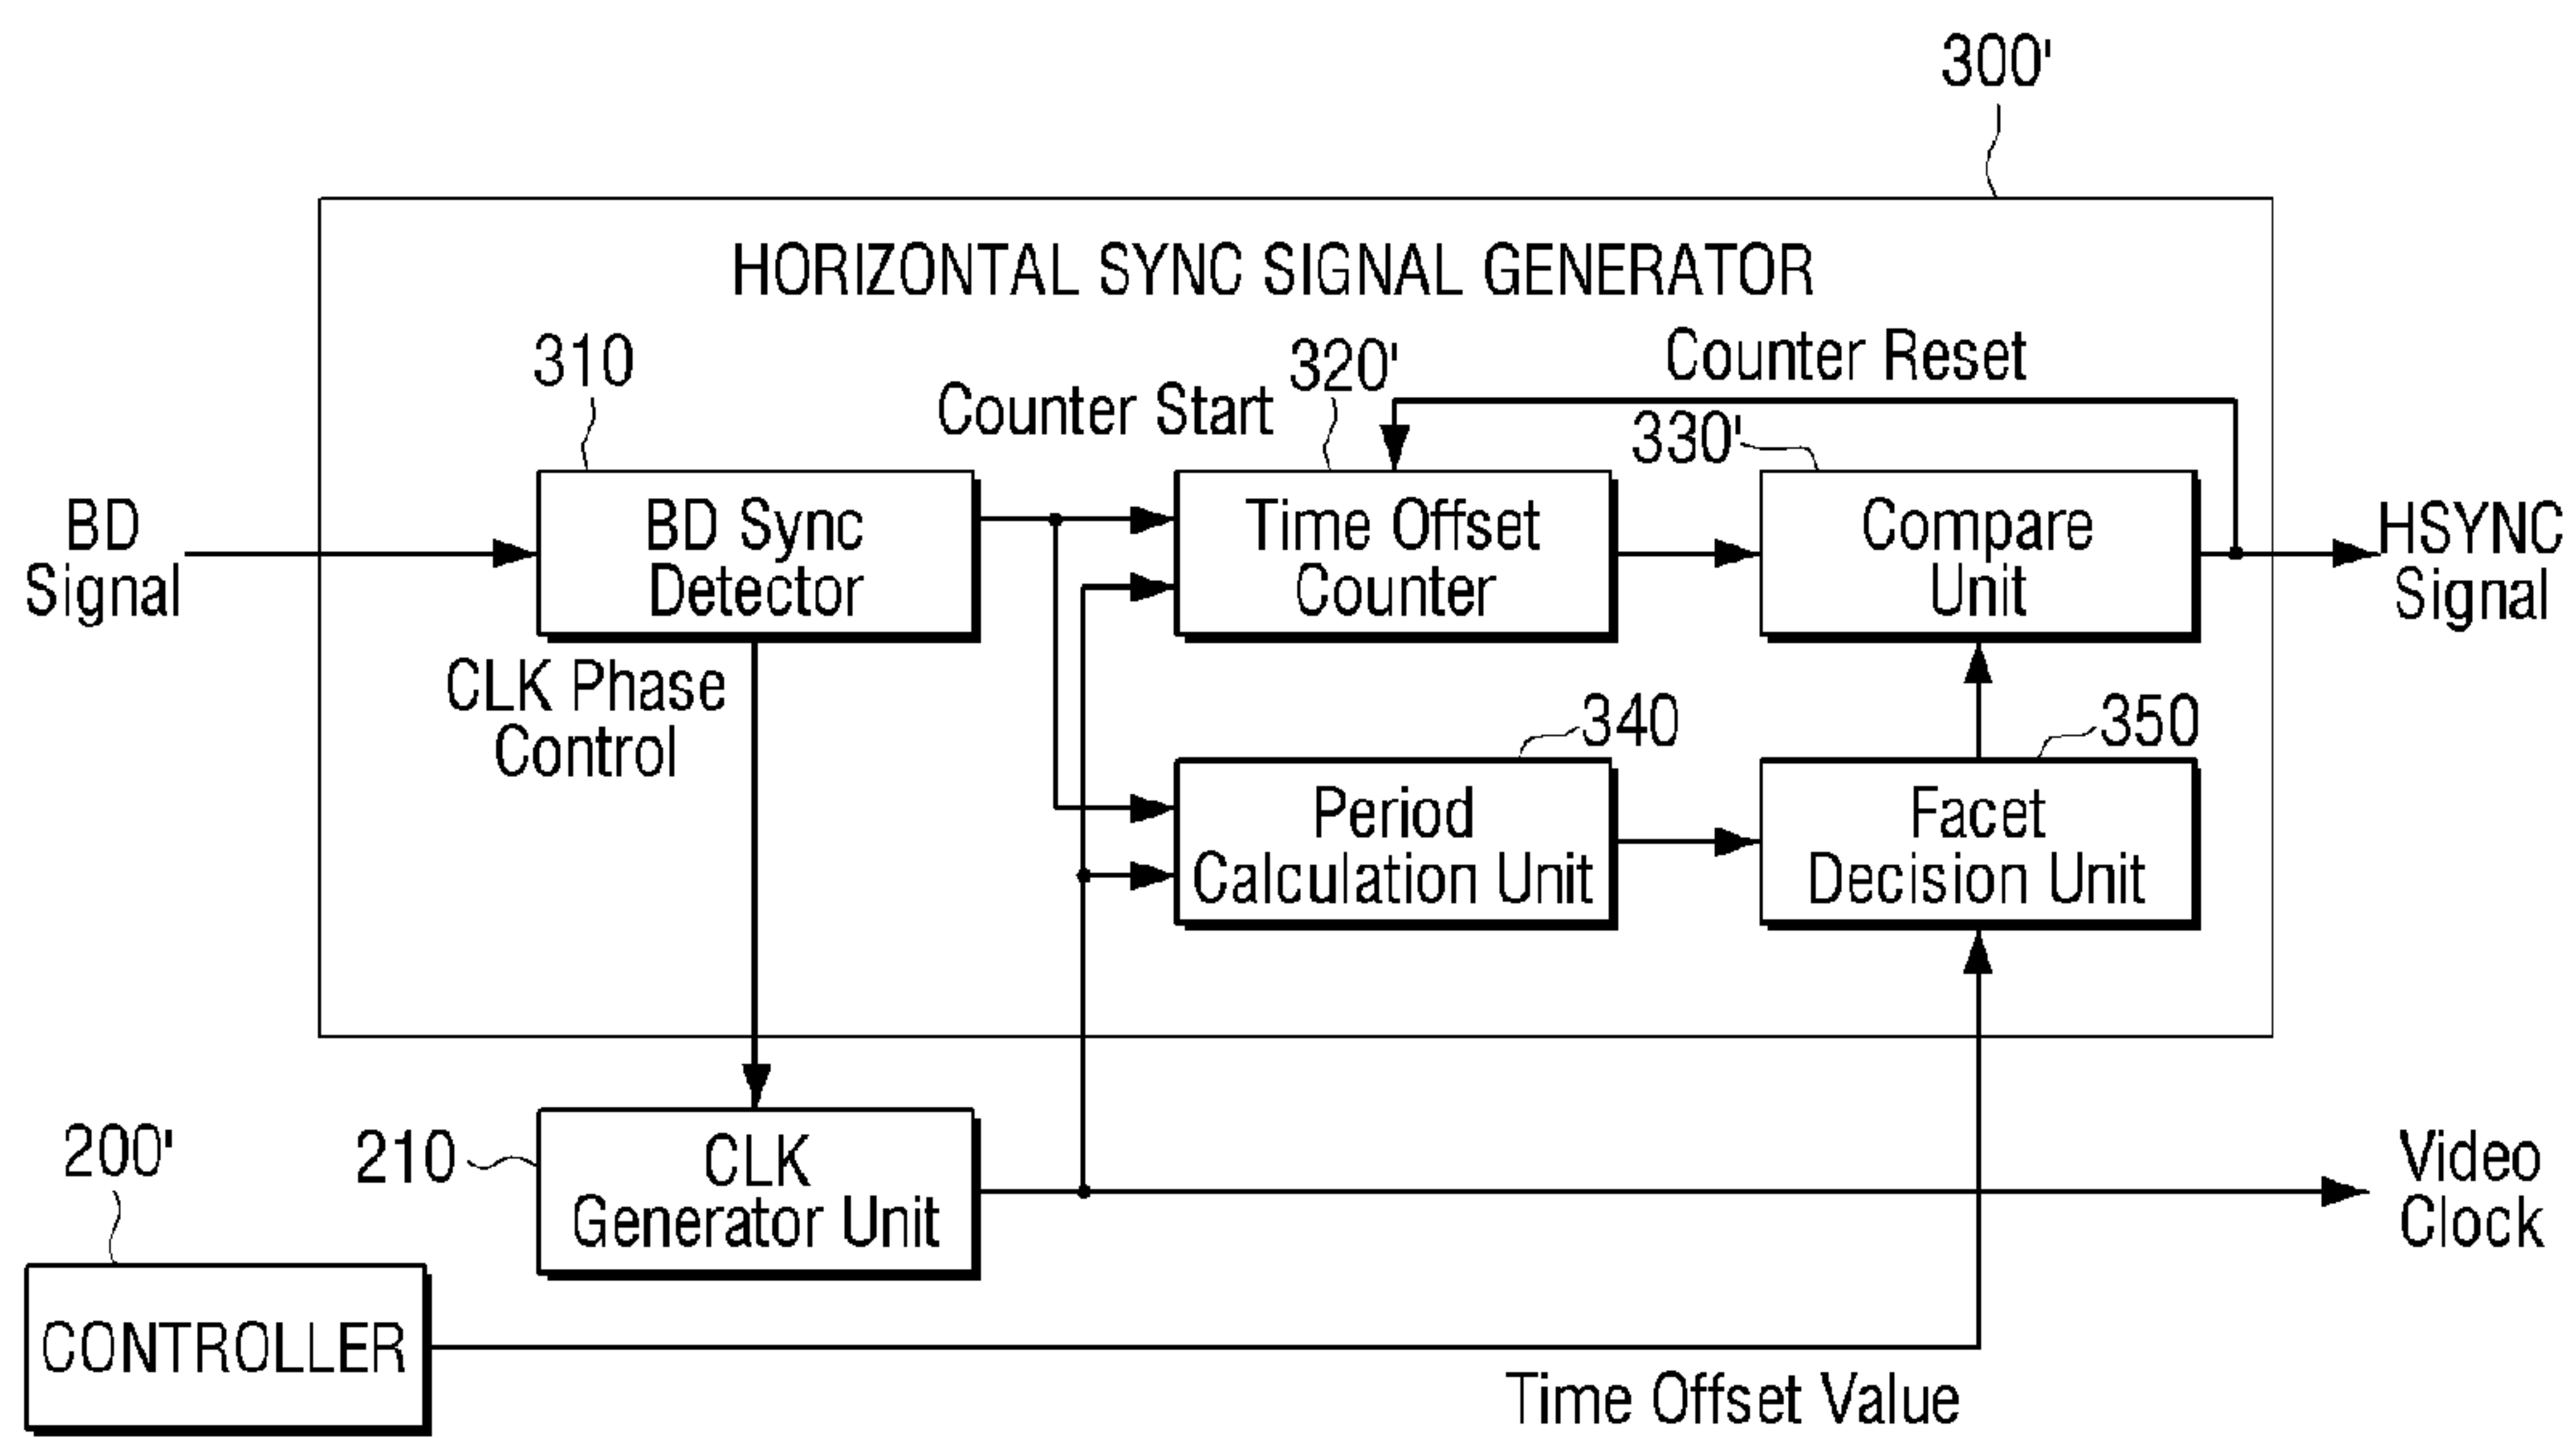 300'
HORIZONTAL SYNC SIGNAL GENERATOR
310
Counter Start
320'
Counter Reset
330'
BD
Signal
BD Sync
Detector
Time Offset
Counter
Compare
Unit
HSYNC
Signal
CLK Phase
Control
340
350
Period
Calculation Unit
Facet
Decision Unit
200'
210
CLK
Generator Unit
Video
Clock
CONTROLLER
Time Offset Value